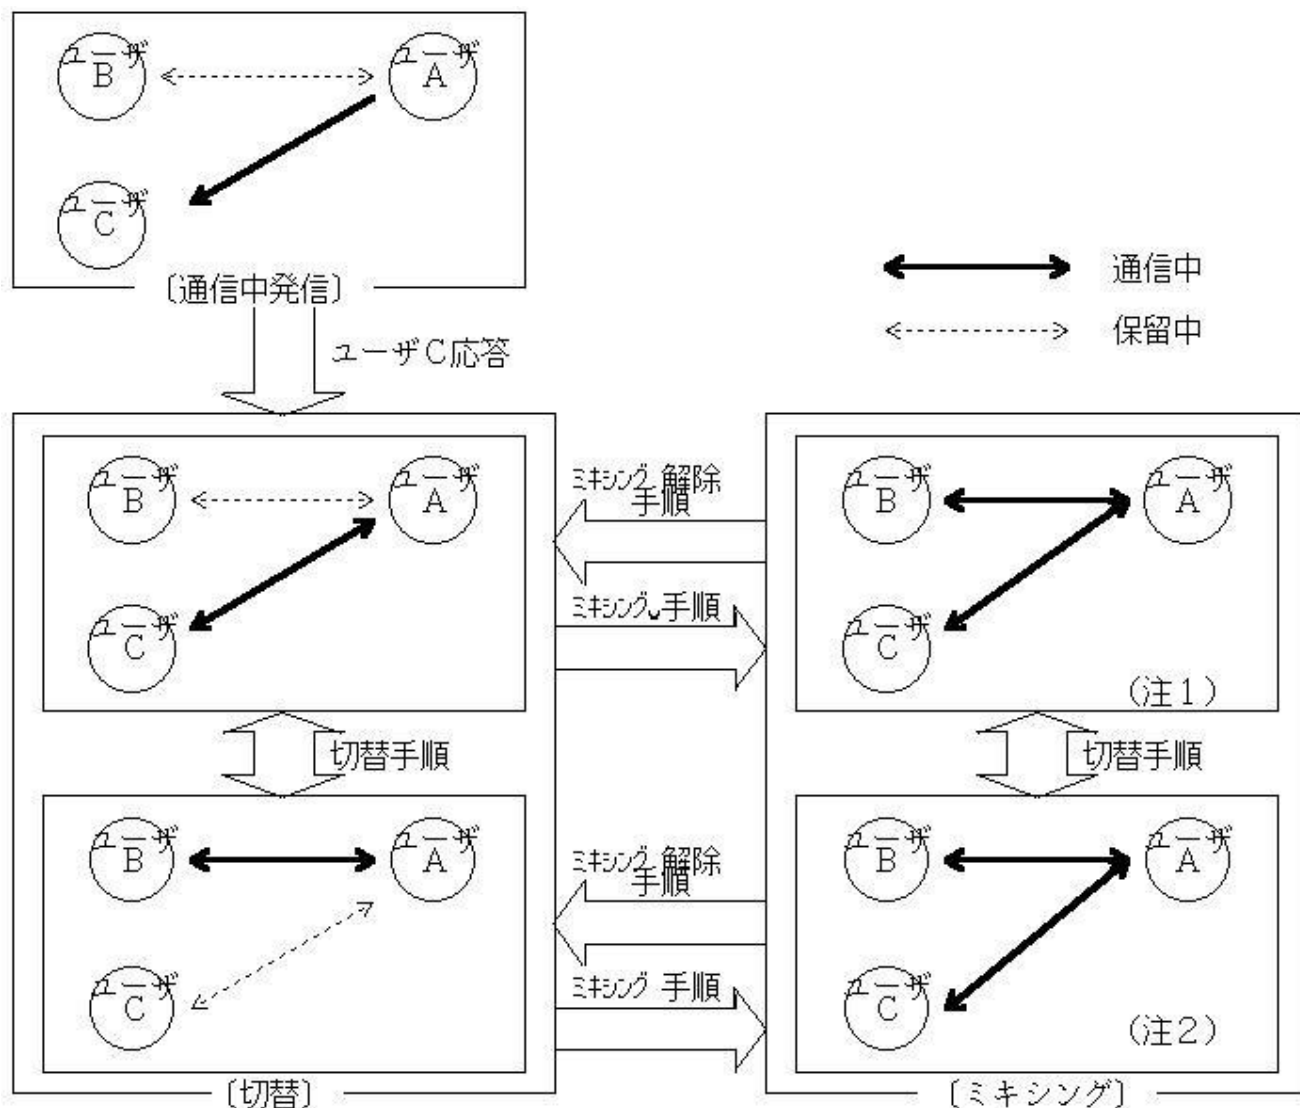 ユーザ
B
ユーザ
A
ユーザ
C
〔通信中発信〕
通信中
保留中
ユーザC応答
ユーザ
B
ユーザ
A
ユーザ
C
ミキシング 解除
手順
ミキシング 手順
ユーザ
B
ユーザ
A
ユーザ
C
(注1)
切替手順
切替手順
ユーザ
B
ユーザ
A
ユーザ
C
ミキシング 解除
手順
ミキシング 手順
ユーザ
B
ユーザ
A
ユーザ
C
(注2)
〔切替〕
〔ミキシング〕